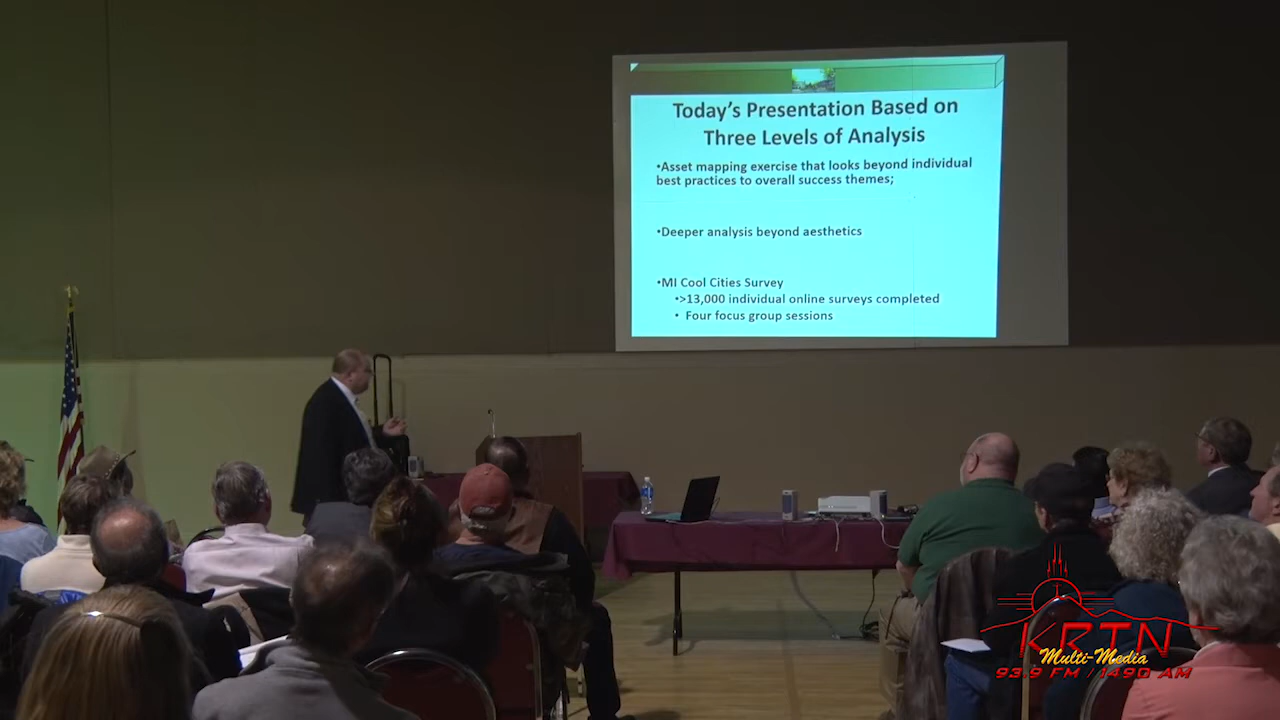 Today's Presentation Based on
Three Levels of Analysis
•Asset mapping exercise that looks beyond individual
best practices to overall success themes;
•Deeper analysis beyond aesthetics
•MI Cool Cities Survey
•>13,000 individual online surveys completed
• Four focus group sessions
KRTN
Multi-Media
93.9 FM / 1490 AM